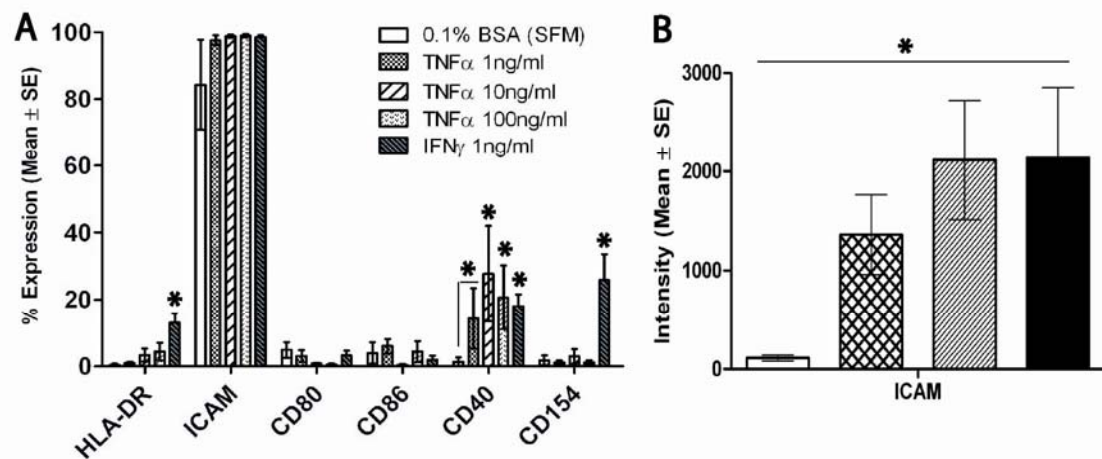 A
% Expression (Mean ± SE)
100
80
60
40
20
0
0.1% BSA (SFM)
TNFα 1ng/ml
TNFα 10ng/ml
TNFα 100ng/ml
IFNγ 1ng/ml
*
*
*
*
*
*
HLA-DR
ICAM
CD80
CD86
CD40
CD154
B
*
Intensity (Mean ± SE)
3000
2000
1000
0
ICAM